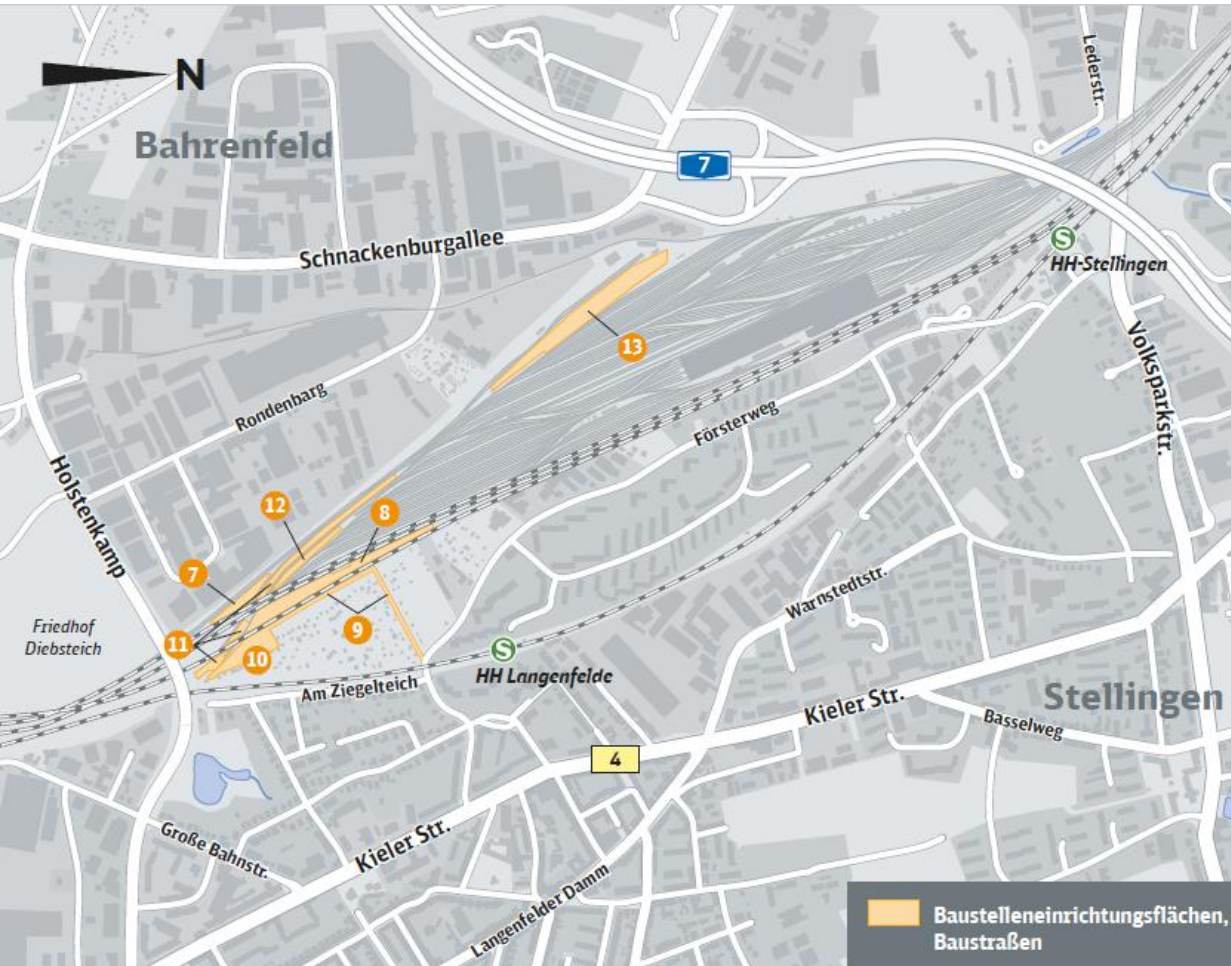 N
Bahrenfeld
Lederstr.
7
Schnackenburgallee
S
HH-Stellingen
13
Volksparkstr.
Rondenbarg
Försterweg
Holstenkamp
12
8
7
Warnstedtstr.
Friedhof
Diebsteich
11
10
9
S
HH Langenfelde
Am Ziegelteich
Stellingen
Kieler Str.
Basselweg
4
Große Bahnstr.
Kieler Str.
Langenfelder Damm
Baustelleneinrichtungsflächen,
Baustraßen